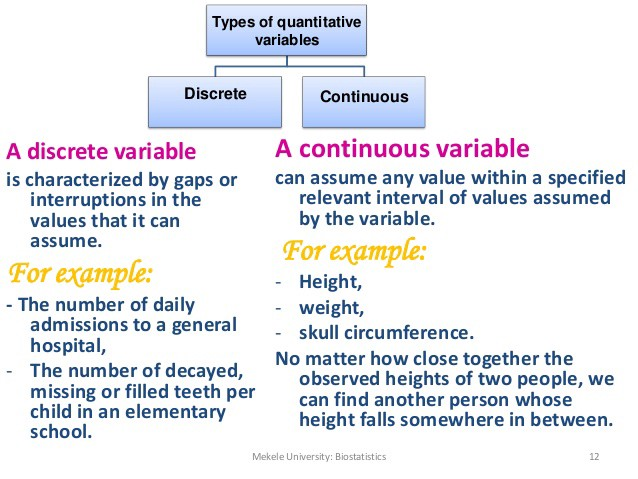 Types of quantitative
variables
Discrete
Continuous
A discrete variable
is characterized by gaps or
interruptions in the
values that it can
assume.
For example:
- The number of daily
admissions to a general
hospital,
- The number of decayed,
missing or filled teeth per
child in an elementary
school.
A continuous variable
can assume any value within a specified
relevant interval of values assumed
by the variable.
For example:
- Height,
- weight,
- skull circumference.
No matter how close together the
observed heights of two people, we
can find another person whose
height falls somewhere in between.
Mekele University: Biostatistics
12